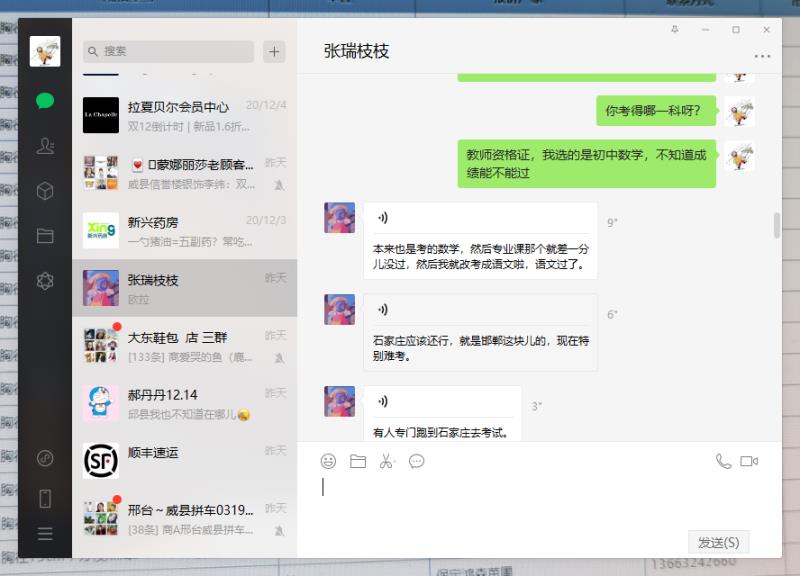 搜索
拉夏贝尔会员中心
20/12/4
双12倒计时 | 新品1.6折...
La Chapelle
蒙娜丽莎老顾客...
昨天
威县信誉楼银饰李纬：双...
新兴药房
20/12/3
一勺猪油=五副药？常吃...
Xing
新兴药房
张瑞枝枝
昨天
欧拉
大东鞋包 店 三群
昨天
[133条] 商爱哭的鱼（鹿...
郝丹丹12.14
昨天
邱县我也不知道在哪儿
顺丰速运
昨天
SF
邢台～威县拼车0319...
昨天
[38条] 商A邢台威县拼车...
张瑞枝枝
你考得哪一科呀？
教师资格证，我选的是初中数学，不知道成
绩能不能过
9"
本来也是考的数学，然后专业课那个就差一分
儿没过，然后我就改考成语文啦，语文过了。
6"
石家庄应该还行，就是邯郸这块儿的，现在特
别难考。
3"
有人专门跑到石家庄去考试。
发送(S)
13663242660